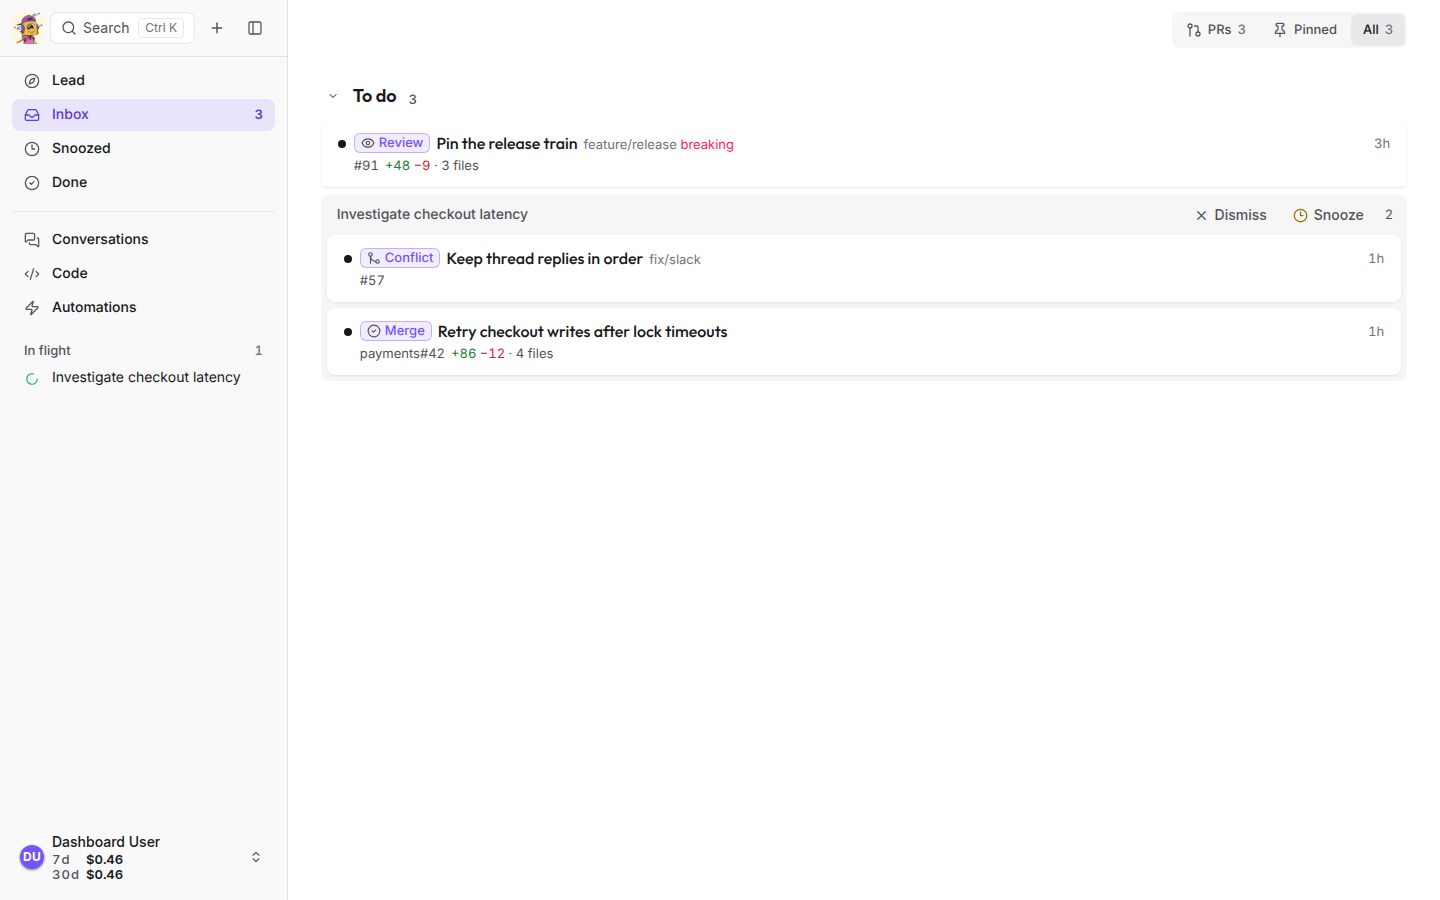 Search Ctrl K
PRs 3 Pinned All 3
Lead
Inbox 3
Snoozed
Done
Conversations
Code
Automations
In flight 1
Investigate checkout latency
Dashboard User
DU
7d $0.46
30d $0.46
To do 3
Review Pin the release train feature/release breaking 3h
#91 +48 −9 · 3 files
Investigate checkout latency Dismiss Snooze 2
Conflict Keep thread replies in order fix/slack 1h
#57
Merge Retry checkout writes after lock timeouts 1h
payments#42 +86 −12 · 4 files